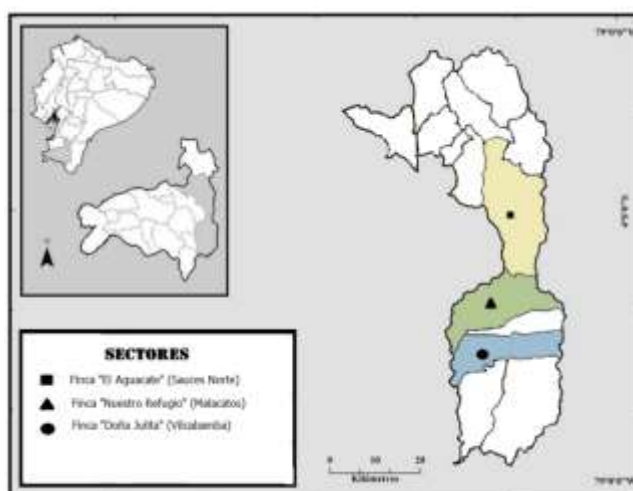 SECTORES
Finca "El Aguacate" (Sauces Norte)
Finca "Nuestro Refugio" (Malacatos)
Finca "Doña Julita" (Vilcabamba)
0 10 20
Kilómetros